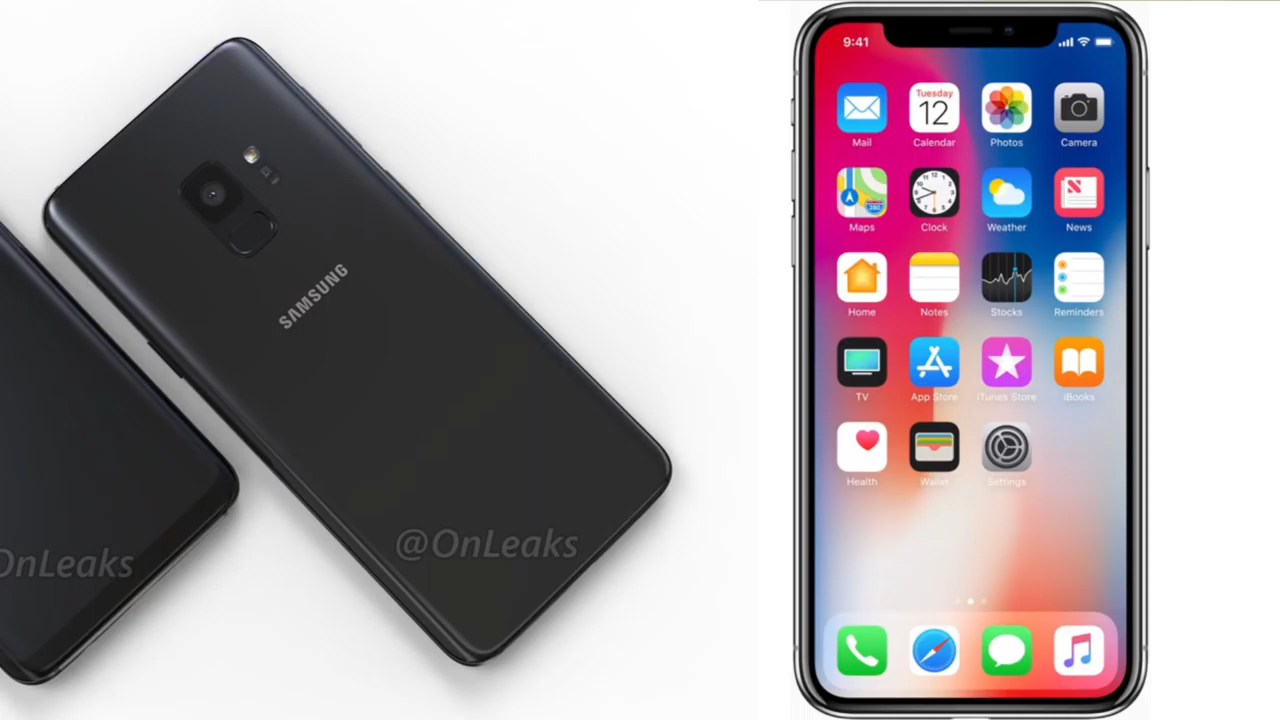 SAMSUNG
@OnLeaks
OnLeaks
9:41
Mail
Tuesday
12
Calendar
Photos
Camera
Maps
280
Clock
Weather
News
Home
Notes
Stocks
Reminders
TV
App Store
iTunes Store
iBooks
Health
Wallet
Settings